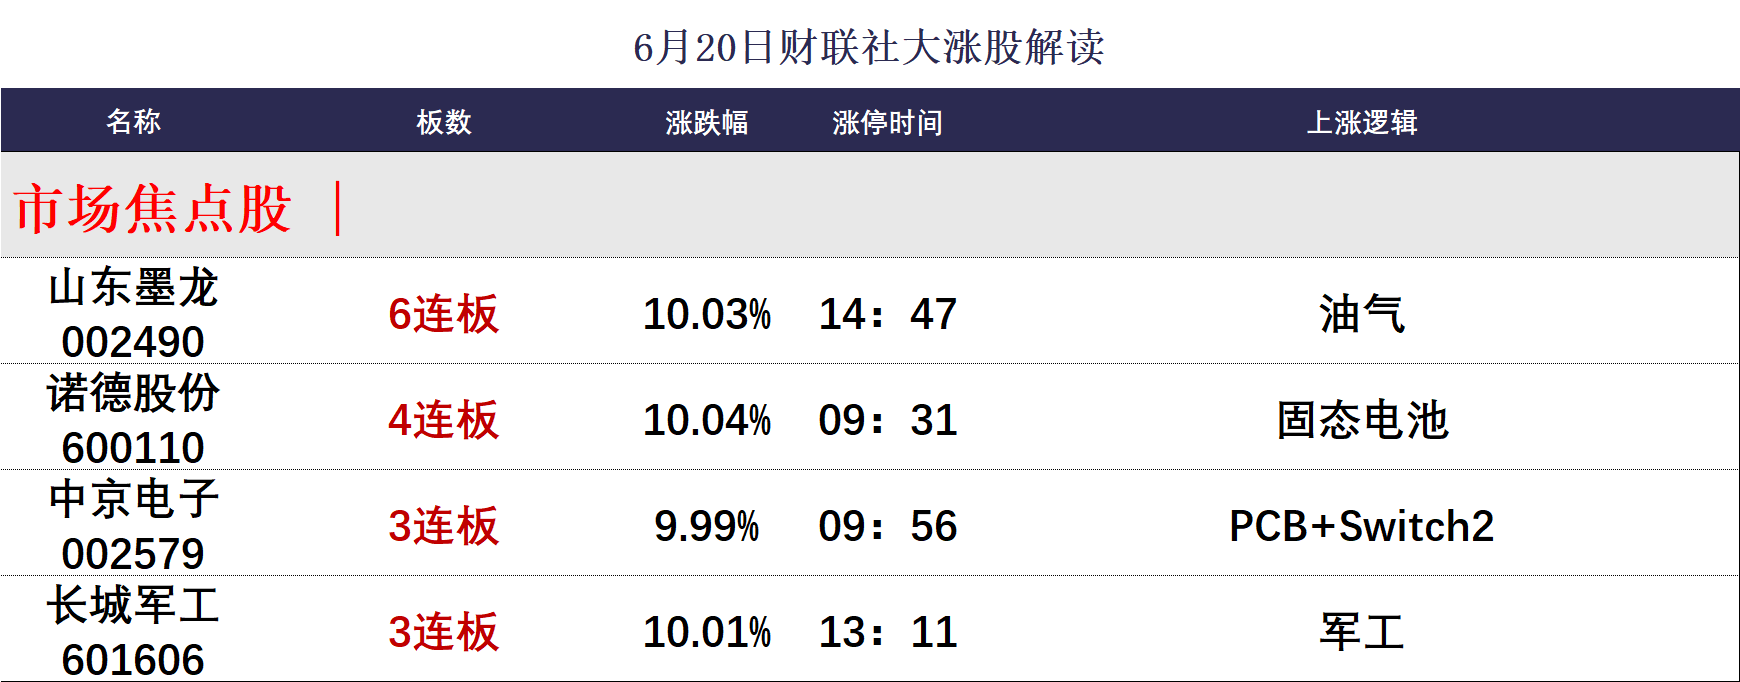 6月20日财联社大涨股解读
名称 板数 涨跌幅 涨停时间 上涨逻辑
市场焦点股 |
山东墨龙
002490 6连板 10.03% 14：47 油气
诺德股份
600110 4连板 10.04% 09：31 固态电池
中京电子
002579 3连板 9.99% 09：56 PCB+Switch2
长城军工
601606 3连板 10.01% 13：11 军工